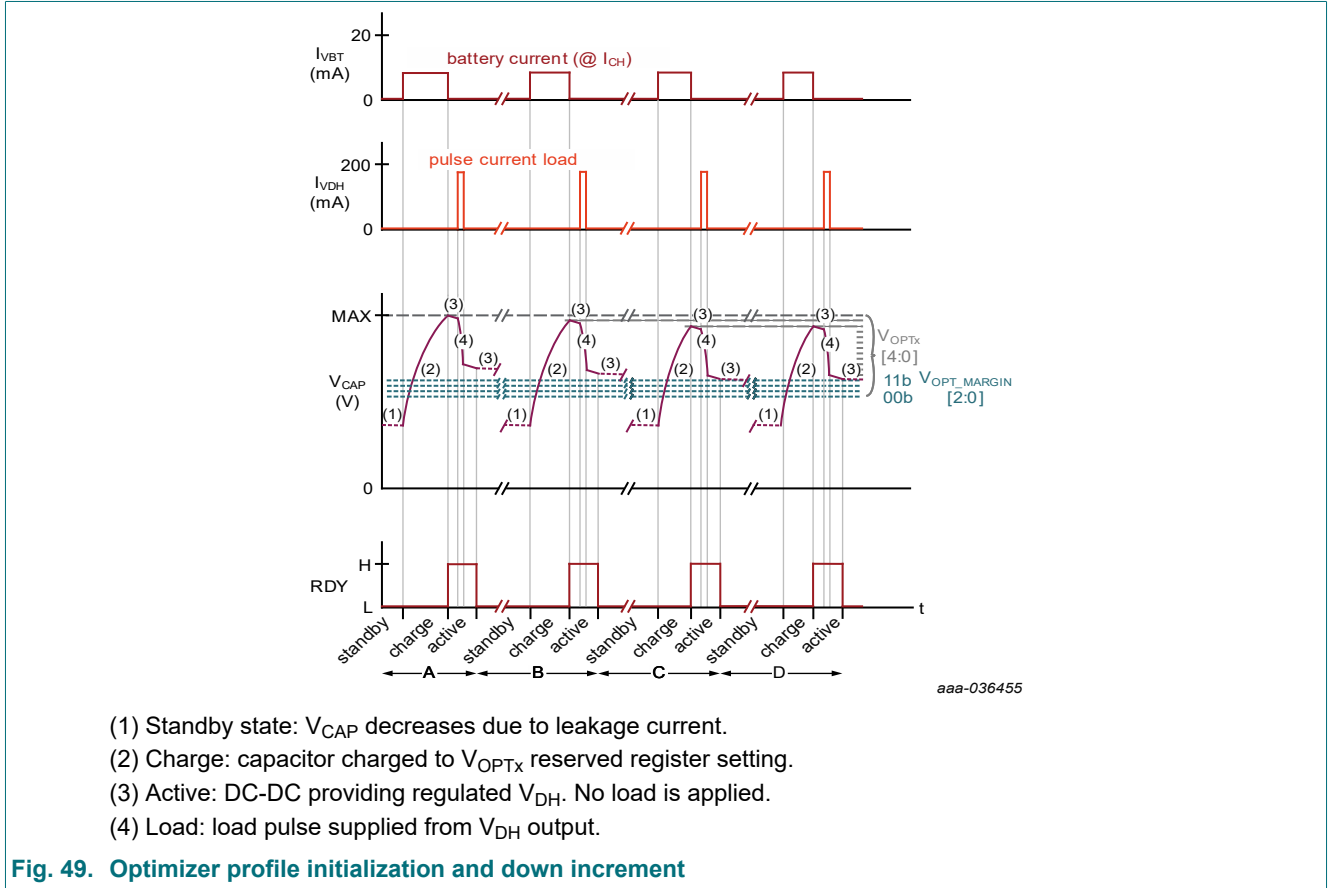 20
I_VBT
(mA)
battery current (@ I_CH)
0
pulse current load
200
I_VDH
(mA)
0
MAX
(3) (3) (3) (3)
(4) (4) (4) (4)
(3) (3) (3) (3)
(2) (2) (2) (2)
(1) (1) (1) (1)
V_OPTx
[4:0]
V_CAP
(V)
11b V_OPT_MARGIN
00b [2:0]
0
H
RDY
L
t
standby charge active standby charge active standby charge active standby charge active
A B C D
aaa-036455
(1) Standby state: V_CAP decreases due to leakage current.
(2) Charge: capacitor charged to V_OPTx reserved register setting.
(3) Active: DC-DC providing regulated V_DH. No load is applied.
(4) Load: load pulse supplied from V_DH output.
Fig. 49. Optimizer profile initialization and down increment